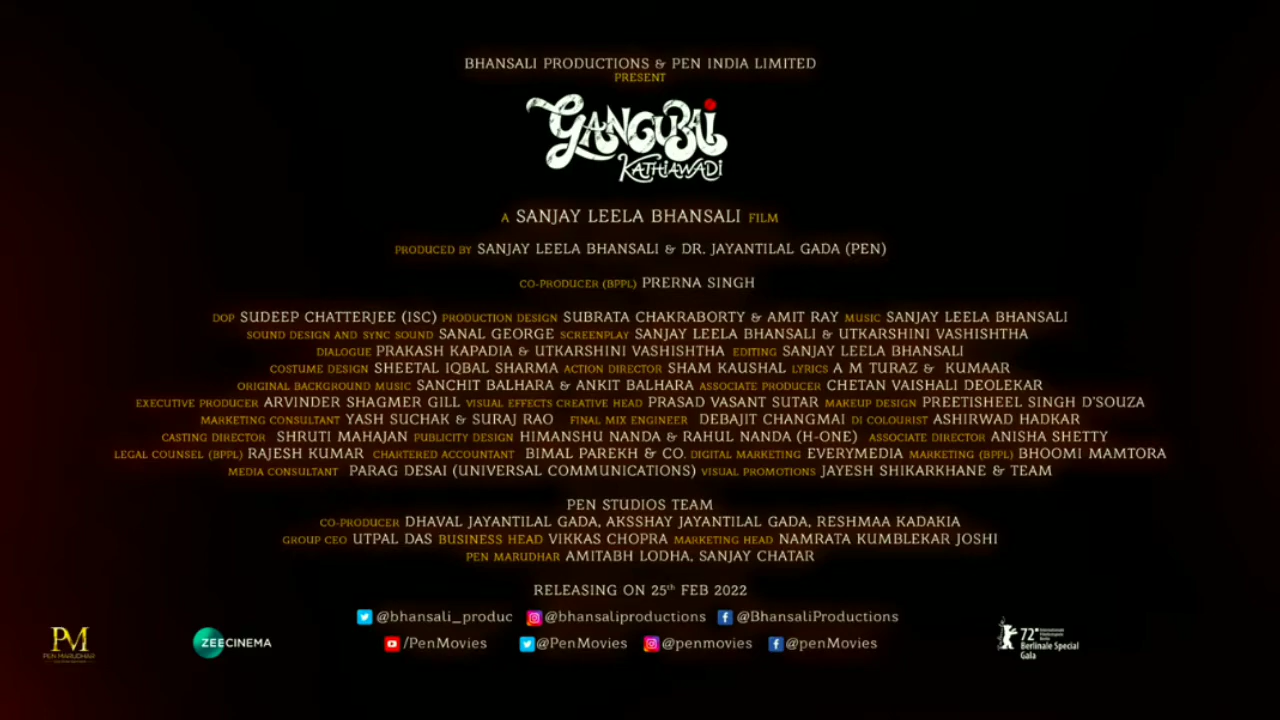 BHANSALI PRODUCTIONS & PEN INDIA LIMITED
PRESENT
GANGUBAI
KATHIAWADI
A SANJAY LEELA BHANSALI FILM
PRODUCED BY SANJAY LEELA BHANSALI & DR. JAYANTILAL GADA (PEN)
CO-PRODUCER (BPPL) PRERNA SINGH
DOP SUDEEP CHATTERJEE (ISC) PRODUCTION DESIGN SUBRATA CHAKRABORTY & AMIT RAY MUSIC SANJAY LEELA BHANSALI
SOUND DESIGN AND SYNC SOUND SANAL GEORGE SCREENPLAY SANJAY LEELA BHANSALI & UTKARSHINI VASHISHTHA
DIALOGUE PRAKASH KAPADIA & UTKARSHINI VASHISHTHA EDITING SANJAY LEELA BHANSALI
COSTUME DESIGN SHEETAL IQBAL SHARMA ACTION DIRECTOR SHAM KAUSHAL LYRICS A M TURAZ & KUMAAR
ORIGINAL BACKGROUND MUSIC SANCHIT BALHARA & ANKIT BALHARA ASSOCIATE PRODUCER CHETAN VAISHALI DEOLEKAR
EXECUTIVE PRODUCER ARVINDER SHAGMER GILL VISUAL EFFECTS CREATIVE HEAD PRASAD VASANT SUTAR MAKEUP DESIGN PREETISHEEL SINGH D'SOUZA
MARKETING CONSULTANT YASH SUCHAK & SURAJ RAO FINAL MIX ENGINEER DEBAJIT CHANGMAI DI COLOURIST ASHIRWAD HADKAR
CASTING DIRECTOR SHRUTI MAHAJAN PUBLICITY DESIGN HIMANSHU NANDA & RAHUL NANDA (H-ONE) ASSOCIATE DIRECTOR ANISHA SHETTY
LEGAL COUNSEL (BPPL) RAJESH KUMAR CHARTERED ACCOUNTANT BIMAL PAREKH & CO. DIGITAL MARKETING EVERYMEDIA MARKETING (BPPL) BHOOMI MAMTORA
MEDIA CONSULTANT PARAG DESAI (UNIVERSAL COMMUNICATIONS) VISUAL PROMOTIONS JAYESH SHIKARKHANE & TEAM
PEN STUDIOS TEAM
CO-PRODUCER DHAVAL JAYANTILAL GADA, AKSSHAY JAYANTILAL GADA, RESHMAA KADAKIA
GROUP CEO UTPAL DAS BUSINESS HEAD VIKKAS CHOPRA MARKETING HEAD NAMRATA KUMBLEKAR JOSHI
PEN MARUDHAR AMITABH LODHA, SANJAY CHATAR
RELEASING ON 25th FEB 2022
@bhansali_produc @bhansaliproductions @BhansaliProductions
/PenMovies @PenMovies @penmovies @penMovies
PM
PEN MARUDHAR
ZEE CINEMA
72
Internationale
Filmfestspiele
Berlin
Berlinale Special
Gala